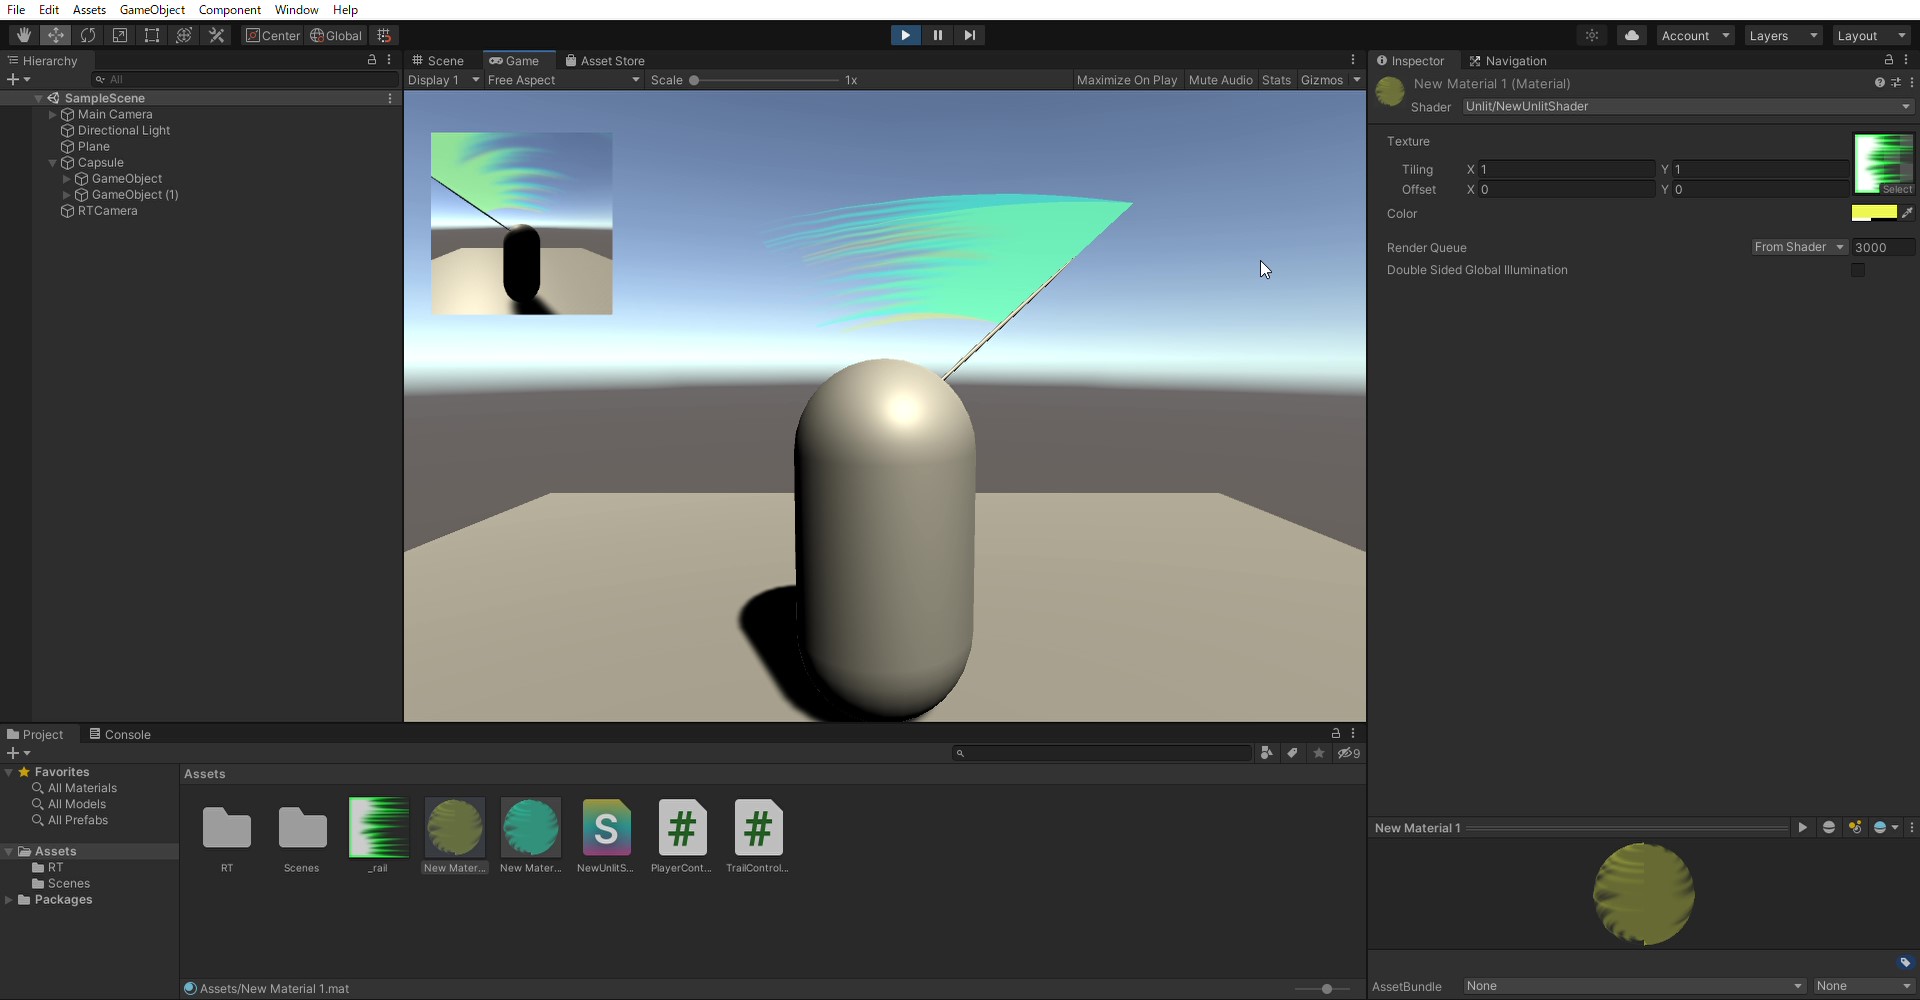 File Edit Assets GameObject Component Window Help
Center Global
Account Layers Layout
Hierarchy
All
SampleScene
Main Camera
Directional Light
Plane
Capsule
GameObject
GameObject (1)
RTCamera
Scene Game Asset Store
Display 1 Free Aspect Scale 1x Maximize On Play Mute Audio Stats Gizmos
Inspector Navigation
New Material 1 (Material)
Shader Unlit/NewUnlitShader
Texture
Tiling X 1 Y 1
Offset X 0 Y 0
Select
Color
Render Queue From Shader 3000
Double Sided Global Illumination
Project Console
9
Favorites
All Materials
All Models
All Prefabs
Assets
RT
Scenes
Packages
Assets
S # #
RT Scenes _rail New Mater... New Mater... NewUnlitS... PlayerCont... TrailControl...
Assets/New Material 1.mat
New Material 1
AssetBundle None None